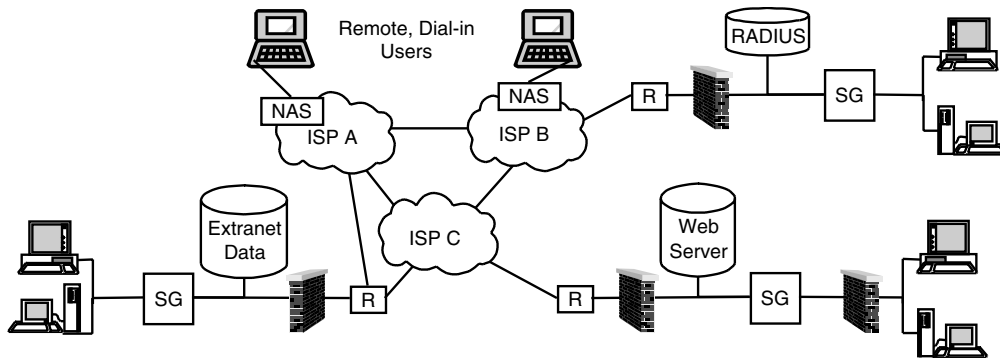 Remote, Dial-in
Users
RADIUS
NAS
NAS
R
SG
ISP A
ISP B
Extranet
Data
ISP C
Web
Server
SG
R
R
SG